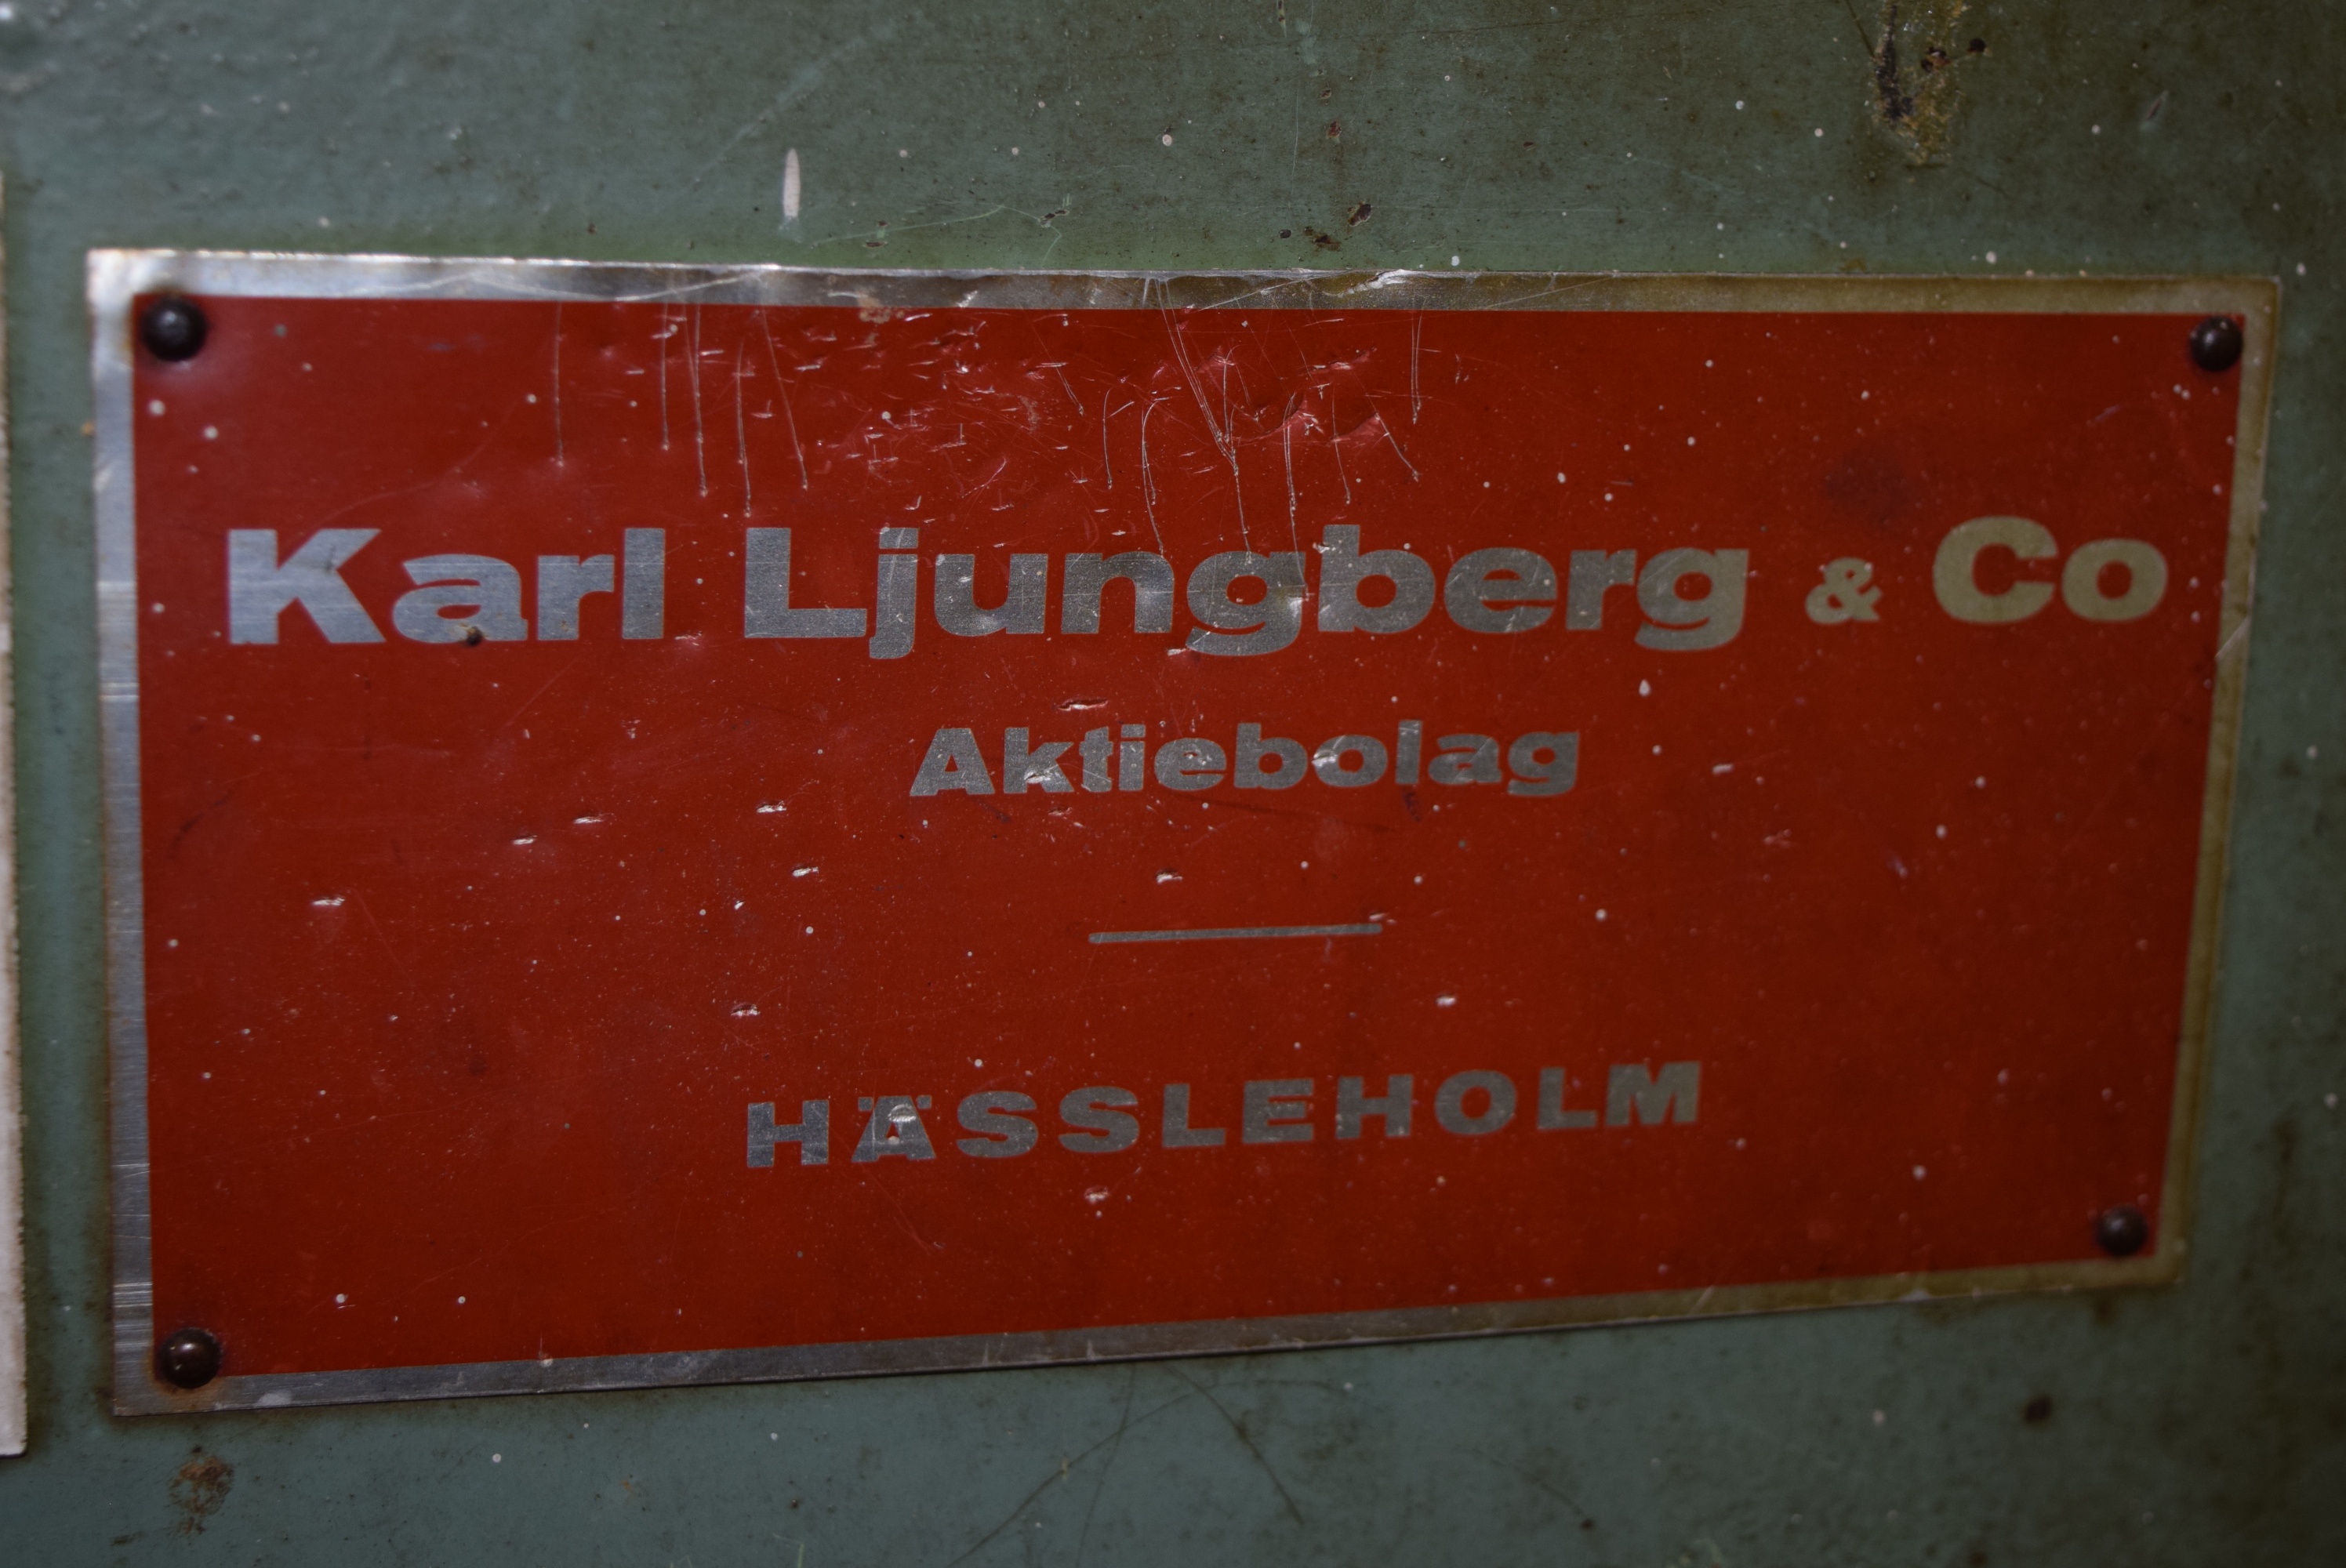 Karl Ljungberg & Co
Aktiebolag
HÄSSLEHOLM